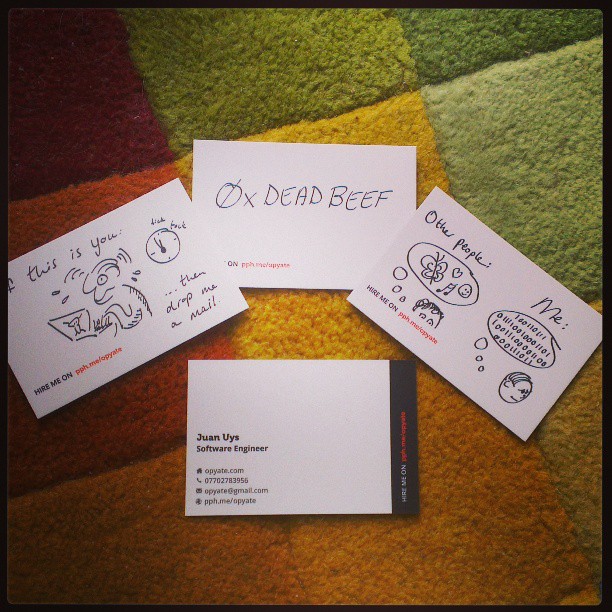 Øx DEAD BEEF
ON pph.me/opyate
f this is you:
tick tock
...then
drop me
a mail.
HIRE ME ON pph.me/opyate
Other people:
Me:
HIRE ME ON pph.me/opyate
Juan Uys
Software Engineer
opyate.com
07702783956
opyate@gmail.com
pph.me/opyate
HIRE ME ON pph.me/opyate